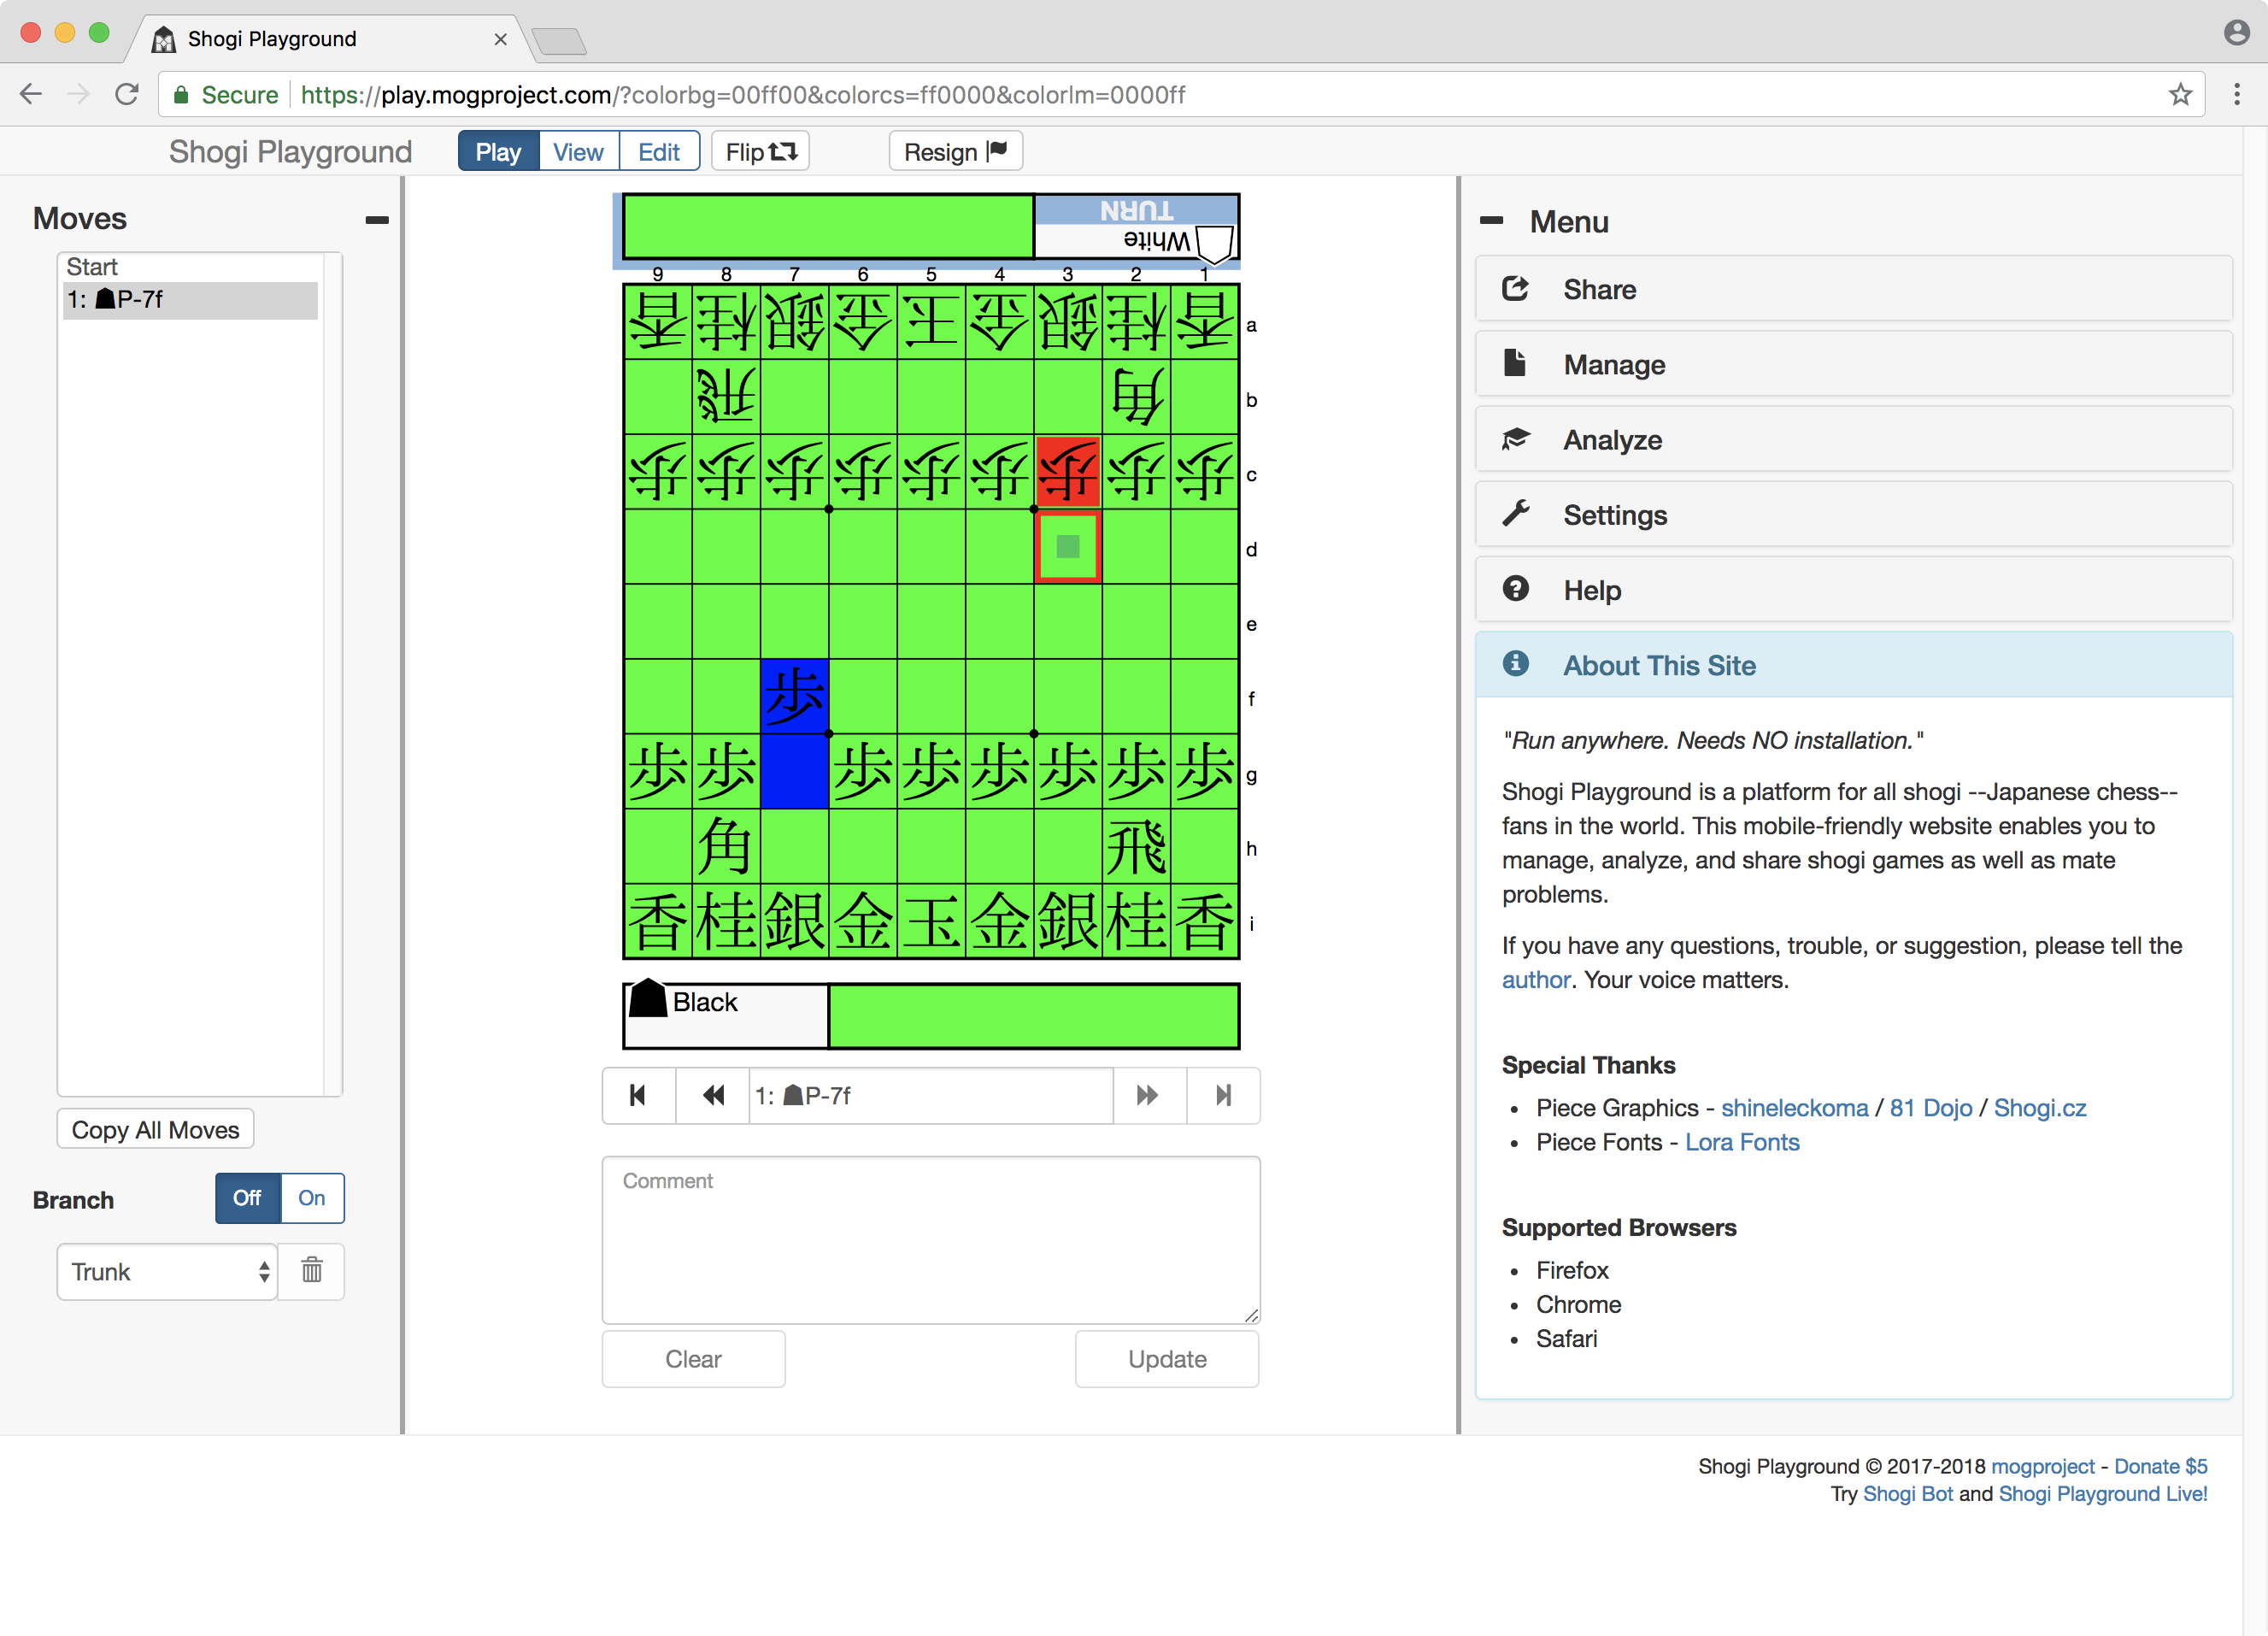 Shogi Playground
Secure https://play.mogproject.com/?colorbg=00ff00&colorcs=ff0000&colorlm=0000ff
Shogi Playground Play View Edit Flip Resign
Moves
Start
1: P-7f
Copy All Moves
Branch Off On
Trunk
TURN
White
9 8 7 6 5 4 3 2 1
香 桂 銀 金 玉 金 銀 桂 香 a
飛 角 b
歩 歩 歩 歩 歩 歩 歩 歩 歩 c
d
e
歩 f
歩 歩 歩 歩 歩 歩 歩 歩 g
角 飛 h
香 桂 銀 金 玉 金 銀 桂 香 i
Black
1: P-7f
Comment
Clear Update
Menu
Share
Manage
Analyze
Settings
Help
About This Site
"Run anywhere. Needs NO installation."
Shogi Playground is a platform for all shogi --Japanese chess--
fans in the world. This mobile-friendly website enables you to
manage, analyze, and share shogi games as well as mate
problems.
If you have any questions, trouble, or suggestion, please tell the
author. Your voice matters.
Special Thanks
• Piece Graphics - shineleckoma / 81 Dojo / Shogi.cz
• Piece Fonts - Lora Fonts
Supported Browsers
• Firefox
• Chrome
• Safari
Shogi Playground © 2017-2018 mogproject - Donate $5
Try Shogi Bot and Shogi Playground Live!